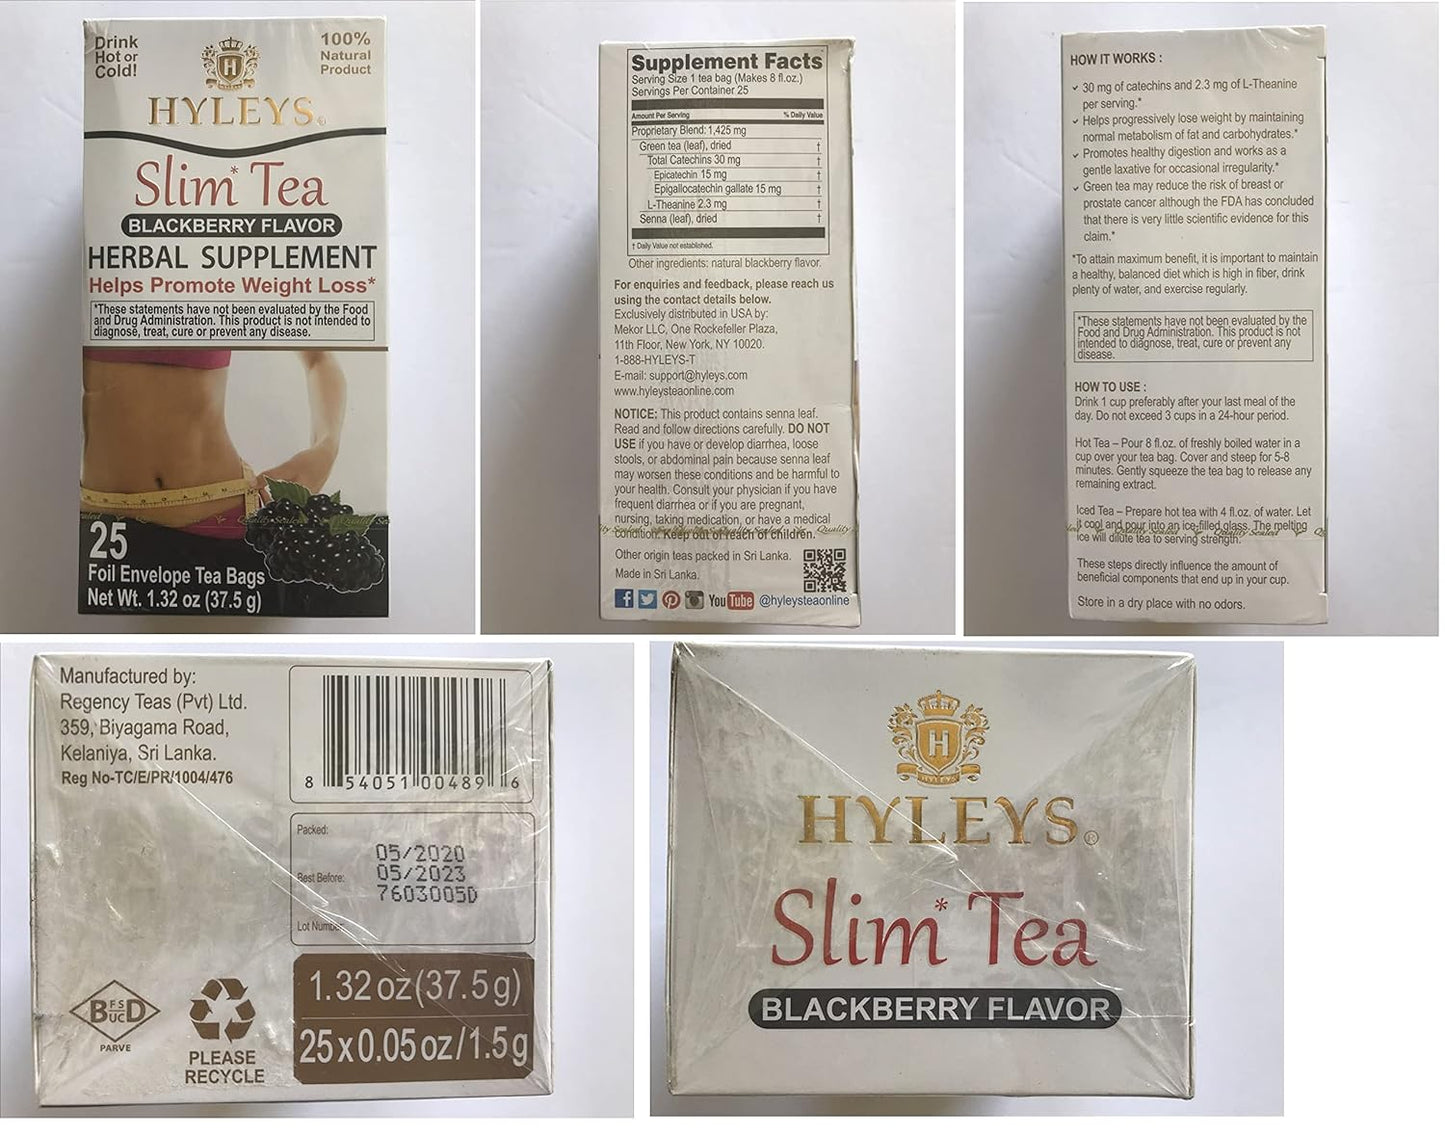 Drink
Hot or
Cold!
100%
Natural
Product
H
HYLEYS®
Slim* Tea
BLACKBERRY FLAVOR
HERBAL SUPPLEMENT
Helps Promote Weight Loss*
*These statements have not been evaluated by the Food
and Drug Administration. This product is not intended to
diagnose, treat, cure or prevent any disease.
Quality Sealed
25
Foil Envelope Tea Bags
Net Wt. 1.32 oz (37.5 g)
Supplement Facts
Serving Size 1 tea bag (Makes 8 fl.oz.)
Servings Per Container 25
Amount Per Serving % Daily Value
Proprietary Blend: 1,425 mg
Green tea (leaf), dried †
Total Catechins 30 mg †
Epicatechin 15 mg †
Epigallocatechin gallate 15 mg †
L-Theanine 2.3 mg †
Senna (leaf), dried †
† Daily Value not established.
Other ingredients: natural blackberry flavor.
For enquiries and feedback, please reach us
using the contact details below.
Exclusively distributed in USA by:
Mekor LLC, One Rockefeller Plaza,
11th Floor, New York, NY 10020.
1-888-HYLEYS-T
E-mail: support@hyleys.com
www.hyleysteaonline.com
NOTICE: This product contains senna leaf.
Read and follow directions carefully. DO NOT
USE if you have or develop diarrhea, loose
stools, or abdominal pain because senna leaf
may worsen these conditions and be harmful to
your health. Consult your physician if you have
frequent diarrhea or if you are pregnant,
nursing, taking medication, or have a medical
condition. Keep out of reach of children.
Other origin teas packed in Sri Lanka.
Made in Sri Lanka.
You Tube @hyleysteaonline
HOW IT WORKS :
30 mg of catechins and 2.3 mg of L-Theanine
per serving.*
Helps progressively lose weight by maintaining
normal metabolism of fat and carbohydrates.*
Promotes healthy digestion and works as a
gentle laxative for occasional irregularity.*
Green tea may reduce the risk of breast or
prostate cancer although the FDA has concluded
that there is very little scientific evidence for this
claim.*
*To attain maximum benefit, it is important to maintain
a healthy, balanced diet which is high in fiber, drink
plenty of water, and exercise regularly.
*These statements have not been evaluated by the
Food and Drug Administration. This product is not
intended to diagnose, treat, cure or prevent any
disease.
HOW TO USE :
Drink 1 cup preferably after your last meal of the
day. Do not exceed 3 cups in a 24-hour period.
Hot Tea – Pour 8 fl.oz. of freshly boiled water in a
cup over your tea bag. Cover and steep for 5-8
minutes. Gently squeeze the tea bag to release any
remaining extract.
Iced Tea – Prepare hot tea with 4 fl.oz. of water. Let
it cool and pour into an ice-filled glass. The melting
ice will dilute tea to serving strength.
Quality Sealed
These steps directly influence the amount of
beneficial components that end up in your cup.
Store in a dry place with no odors.
Manufactured by:
Regency Teas (Pvt) Ltd.
359, Biyagama Road,
Kelaniya, Sri Lanka.
Reg No-TC/E/PR/1004/476
8 54051 00489 6
Packed: 05/2020
Best Before: 05/2023
Lot Number 7603005D
B FS UC D
PARVE
PLEASE
RECYCLE
1.32 oz (37.5 g)
25 x 0.05 oz/1.5g
H
HYLEYS
HYLEYS®
Slim* Tea
BLACKBERRY FLAVOR